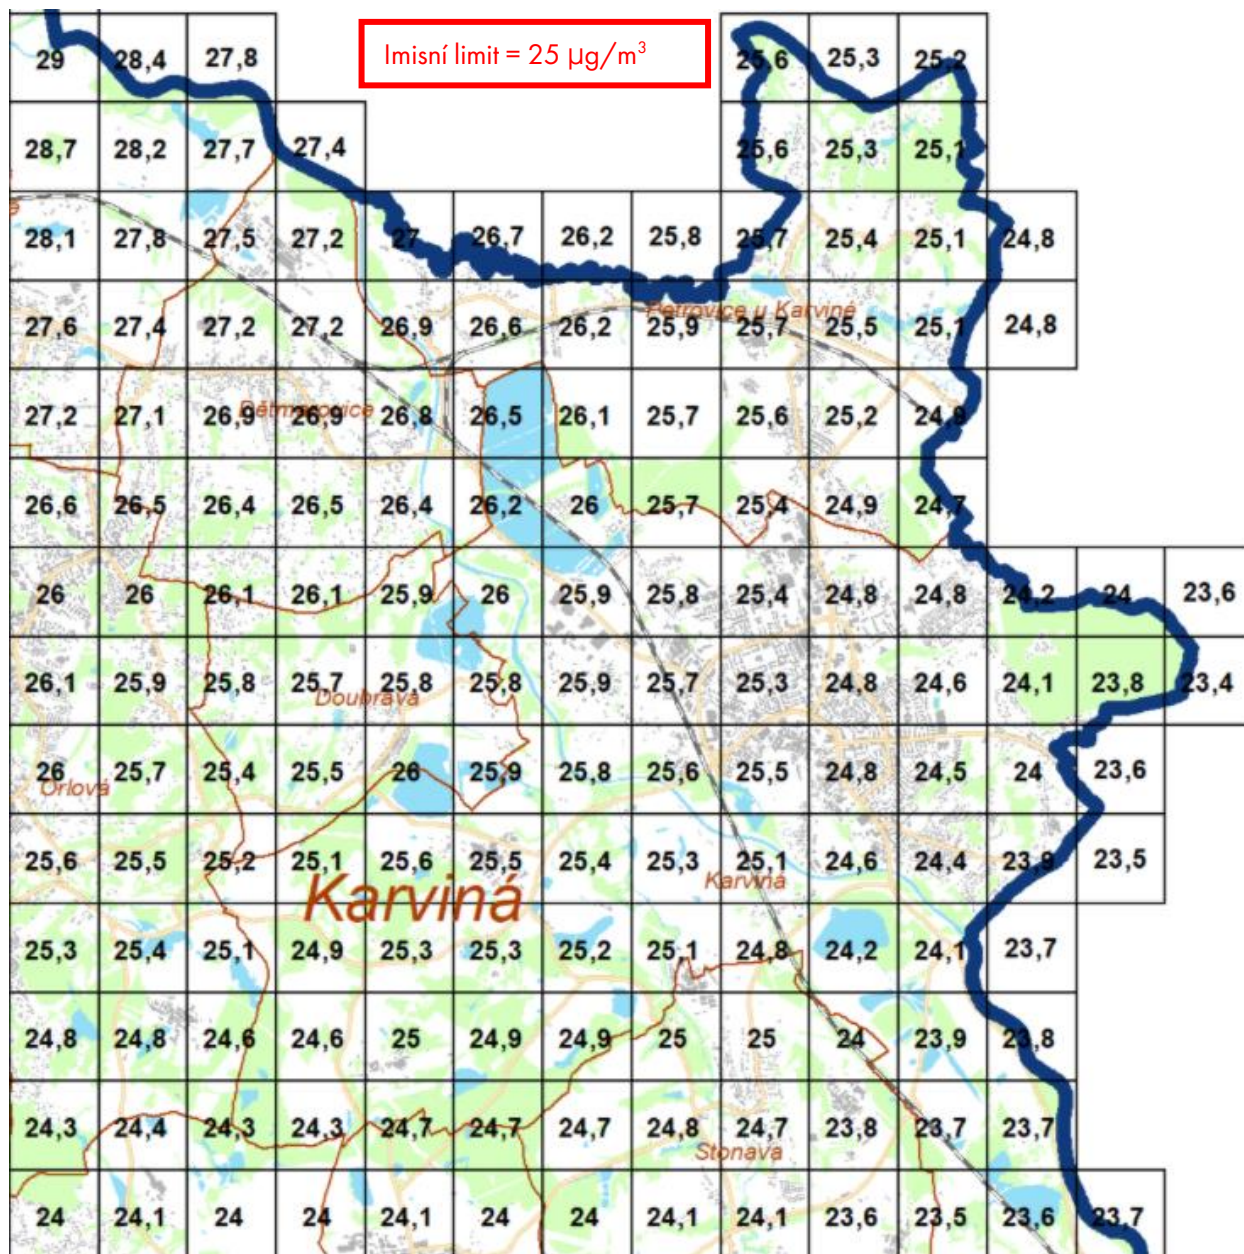 Imisní limit = 25 µg/m³
29 28,4 27,8 25,6 25,3 25,2
28,7 28,2 27,7 27,4 25,6 25,3 25,1
28,1 27,8 27,5 27,2 27 26,7 26,2 25,8 25,7 25,4 25,1 24,8
Petrovice u Karviné
27,6 27,4 27,2 27,2 26,9 26,6 26,2 25,9 25,7 25,5 25,1 24,8
Dětmarovice
27,2 27,1 26,9 26,9 26,8 26,5 26,1 25,7 25,6 25,2 24,9
26,6 26,5 26,4 26,5 26,4 26,2 26 25,7 25,4 24,9 24,7
26 26 26,1 26,1 25,9 26 25,9 25,8 25,4 24,8 24,8 24,2 24 23,6
26,1 25,9 25,8 25,7 25,8 25,8 25,9 25,7 25,3 24,8 24,6 24,1 23,8 23,4
Doubrava
26 25,7 25,4 25,5 26 25,9 25,8 25,6 25,5 24,8 24,5 24 23,6
Orlová
25,6 25,5 25,2 25,1 25,6 25,5 25,4 25,3 25,1 24,6 24,4 23,9 23,5
Karviná
Karviná
25,3 25,4 25,1 24,9 25,3 25,3 25,2 25,1 24,8 24,2 24,1 23,7
24,8 24,8 24,6 24,6 25 24,9 24,9 25 25 24 23,9 23,8
24,3 24,4 24,3 24,3 24,7 24,7 24,7 24,8 24,7 23,8 23,7 23,7
Stonava
24 24,1 24 24 24,1 24 24 24,1 24,1 23,6 23,5 23,6 23,7